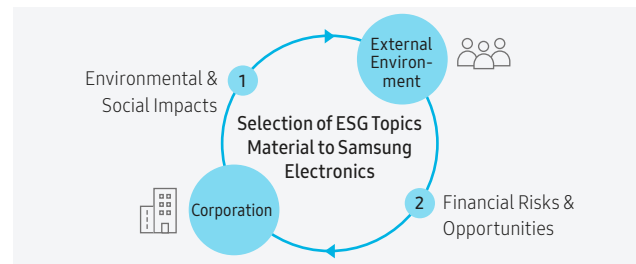 External
Environ-
ment
Environmental &
Social Impacts
1
Selection of ESG Topics
Material to Samsung
Electronics
Corporation
2
Financial Risks &
Opportunities